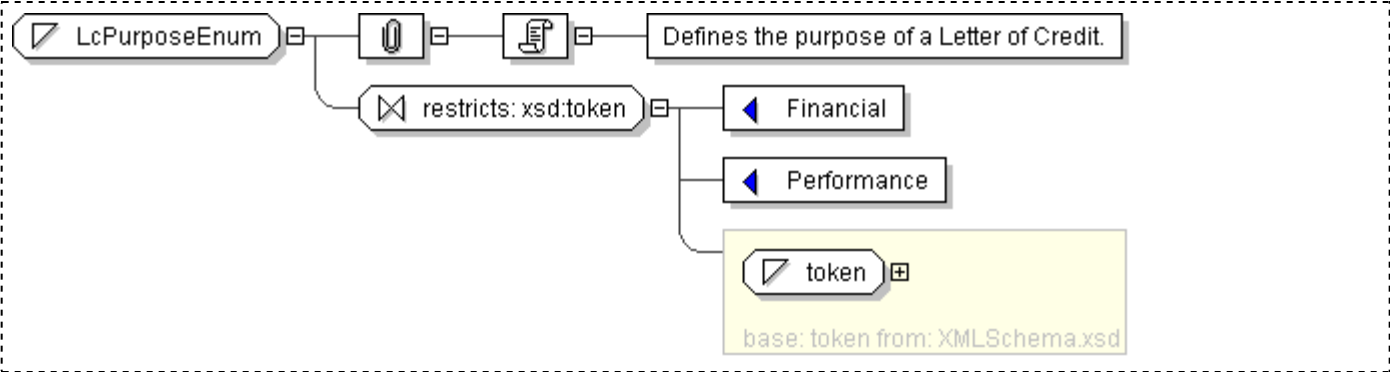 LcPurposeEnum
Defines the purpose of a Letter of Credit.
restricts: xsd:token
Financial
Performance
token
base: token from: XMLSchema.xsd